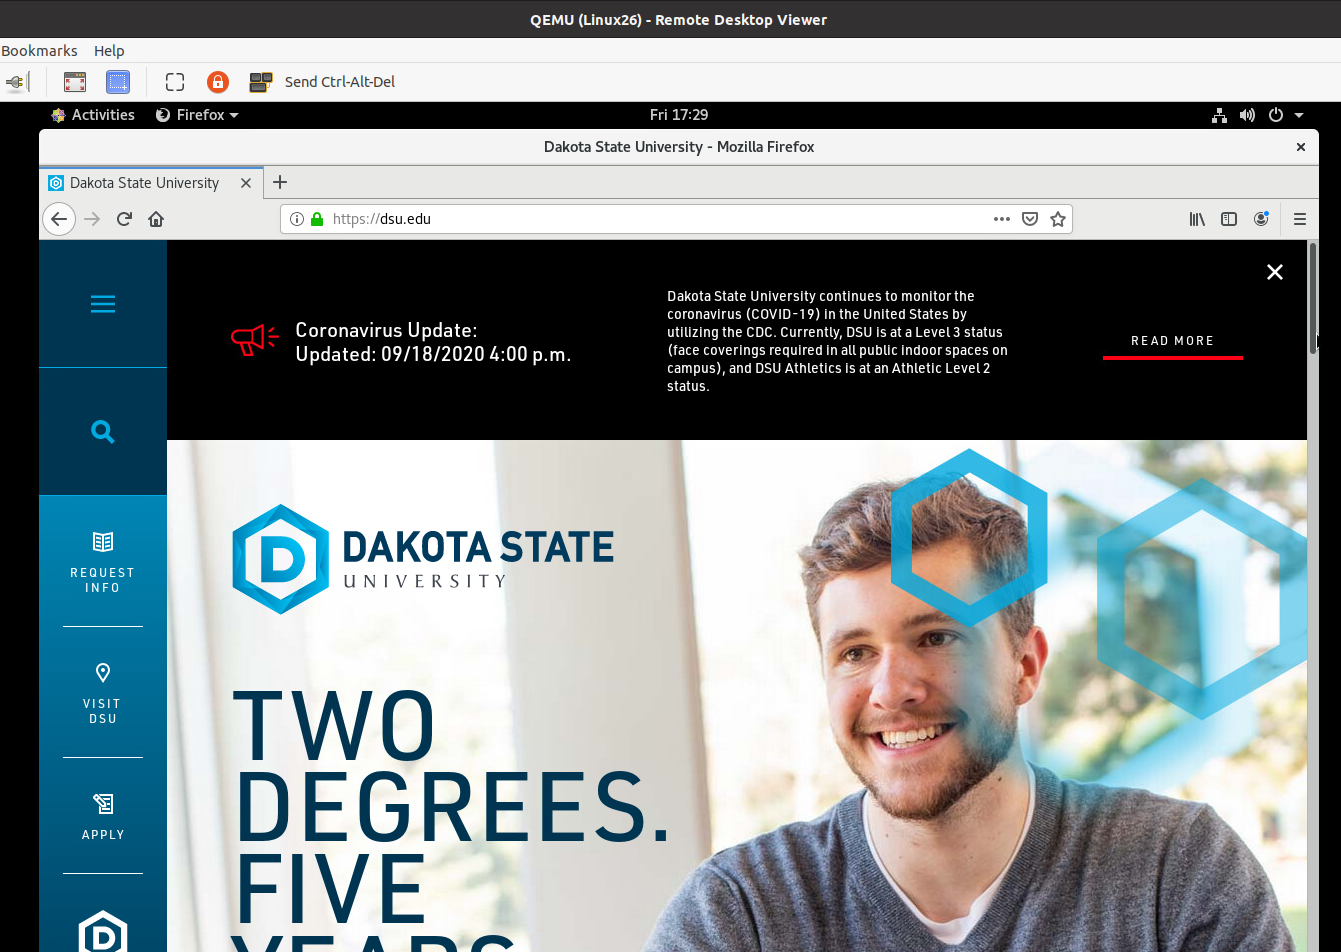 QEMU (Linux26) - Remote Desktop Viewer
Bookmarks Help
Send Ctrl-Alt-Del
Activities Firefox Fri 17:29
Dakota State University - Mozilla Firefox
Dakota State University
https://dsu.edu
Coronavirus Update:
Updated: 09/18/2020 4:00 p.m.
Dakota State University continues to monitor the
coronavirus (COVID-19) in the United States by
utilizing the CDC. Currently, DSU is at a Level 3 status
(face coverings required in all public indoor spaces on
campus), and DSU Athletics is at an Athletic Level 2
status.
READ MORE
REQUEST
INFO
VISIT
DSU
APPLY
D
D
DAKOTA STATE
UNIVERSITY
TWO
DEGREES.
FIVE
YEARS